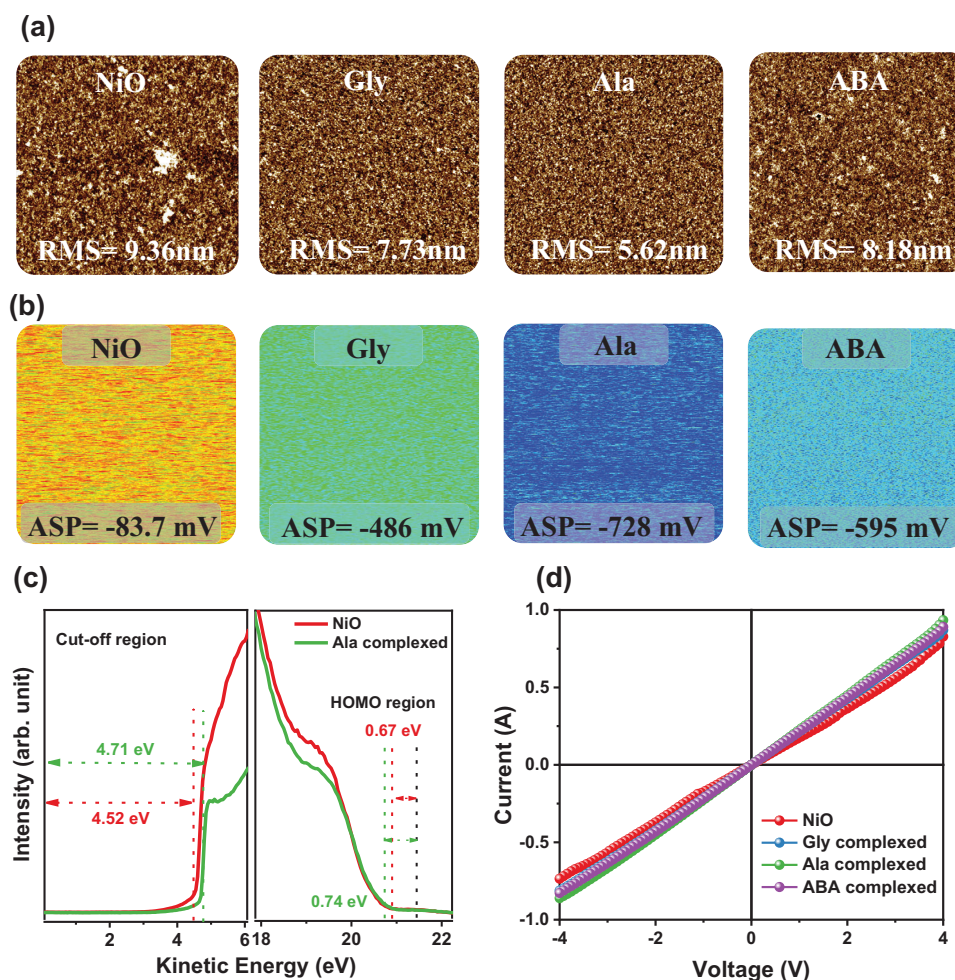 (a)
NiO
Gly
Ala
ABA
RMS= 9.36nm
RMS= 7.73nm
RMS= 5.62nm
RMS= 8.18nm
(b)
NiO
Gly
Ala
ABA
ASP= -83.7 mV
ASP= -486 mV
ASP= -728 mV
ASP= -595 mV
(c)
Cut-off region
NiO
Ala complexed
HOMO region
0.67 eV
4.71 eV
4.52 eV
0.74 eV
Intensity (arb. unit)
2
4
6
18
20
22
Kinetic Energy (eV)
(d)
1.0
0.5
0.0
-0.5
-1.0
Current (A)
NiO
Gly complexed
Ala complexed
ABA complexed
-4
-2
0
2
4
Voltage (V)